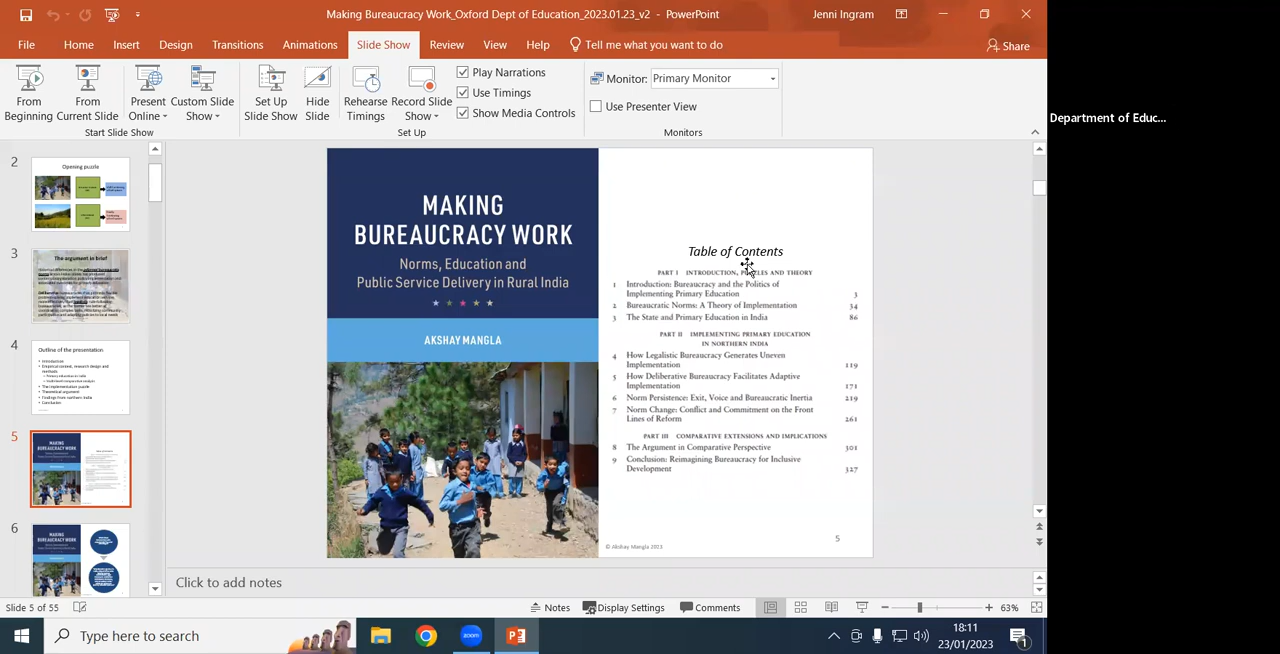 Making Bureaucracy Work_Oxford Dept of Education_2023.01.23_v2 - PowerPoint
Jenni Ingram
File Home Insert Design Transitions Animations Slide Show Review View Help Tell me what you want to do
Share
From Beginning
From Current Slide
Present Online
Custom Slide Show
Start Slide Show
Set Up Slide Show
Hide Slide
Rehearse Timings
Record Slide Show
Play Narrations
Use Timings
Show Media Controls
Set Up
Monitor: Primary Monitor
Use Presenter View
Monitors
Department of Educ...
2
Opening puzzle
3
The argument in brief
4
Outline of the presentation
5
MAKING
BUREAUCRACY WORK
6
MAKING
BUREAUCRACY WORK
MAKING
BUREAUCRACY WORK
Norms, Education and
Public Service Delivery in Rural India
AKSHAY MANGLA
Table of Contents
PART I INTRODUCTION, PUZZLES AND THEORY
1 Introduction: Bureaucracy and the Politics of
Implementing Primary Education 3
2 Bureaucratic Norms: A Theory of Implementation 34
3 The State and Primary Education in India 86
PART II IMPLEMENTING PRIMARY EDUCATION
IN NORTHERN INDIA
4 How Legalistic Bureaucracy Generates Uneven
Implementation 119
5 How Deliberative Bureaucracy Facilitates Adaptive
Implementation 171
6 Norm Persistence: Exit, Voice and Bureaucratic Inertia 219
7 Norm Change: Conflict and Commitment on the Front
Lines of Reform 261
PART III COMPARATIVE EXTENSIONS AND IMPLICATIONS
8 The Argument in Comparative Perspective 301
9 Conclusion: Reimagining Bureaucracy for Inclusive
Development 327
© Akshay Mangla 2023
5
Click to add notes
Slide 5 of 55
Notes Display Settings Comments
63%
Type here to search
zoom
18:11
23/01/2023
1